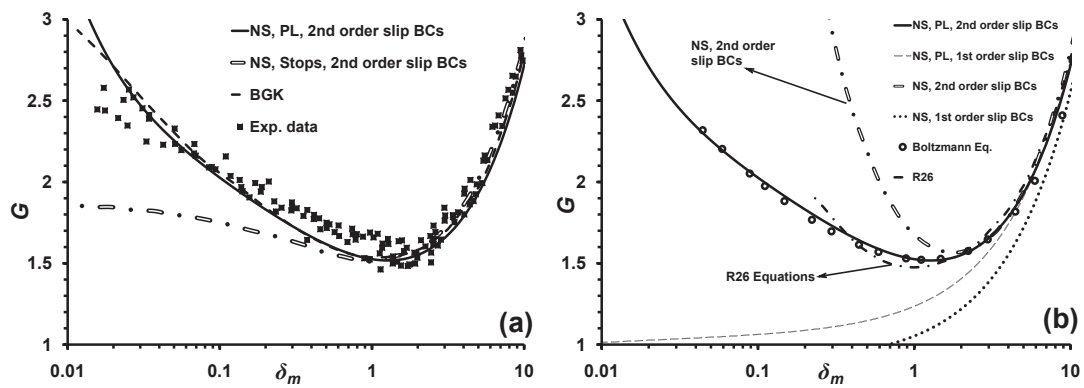 3
2.5
2
1.5
1
G
NS, PL, 2nd order slip BCs
NS, Stops, 2nd order slip BCs
BGK
Exp. data
(a)
0.01
0.1
1
10
δm
3
2.5
2
1.5
1
G
NS, 2nd order
slip BCs
NS, PL, 2nd order slip BCs
NS, PL, 1st order slip BCs
NS, 2nd order slip BCs
NS, 1st order slip BCs
Boltzmann Eq.
R26
R26 Equations
(b)
0.01
0.1
1
10
δm